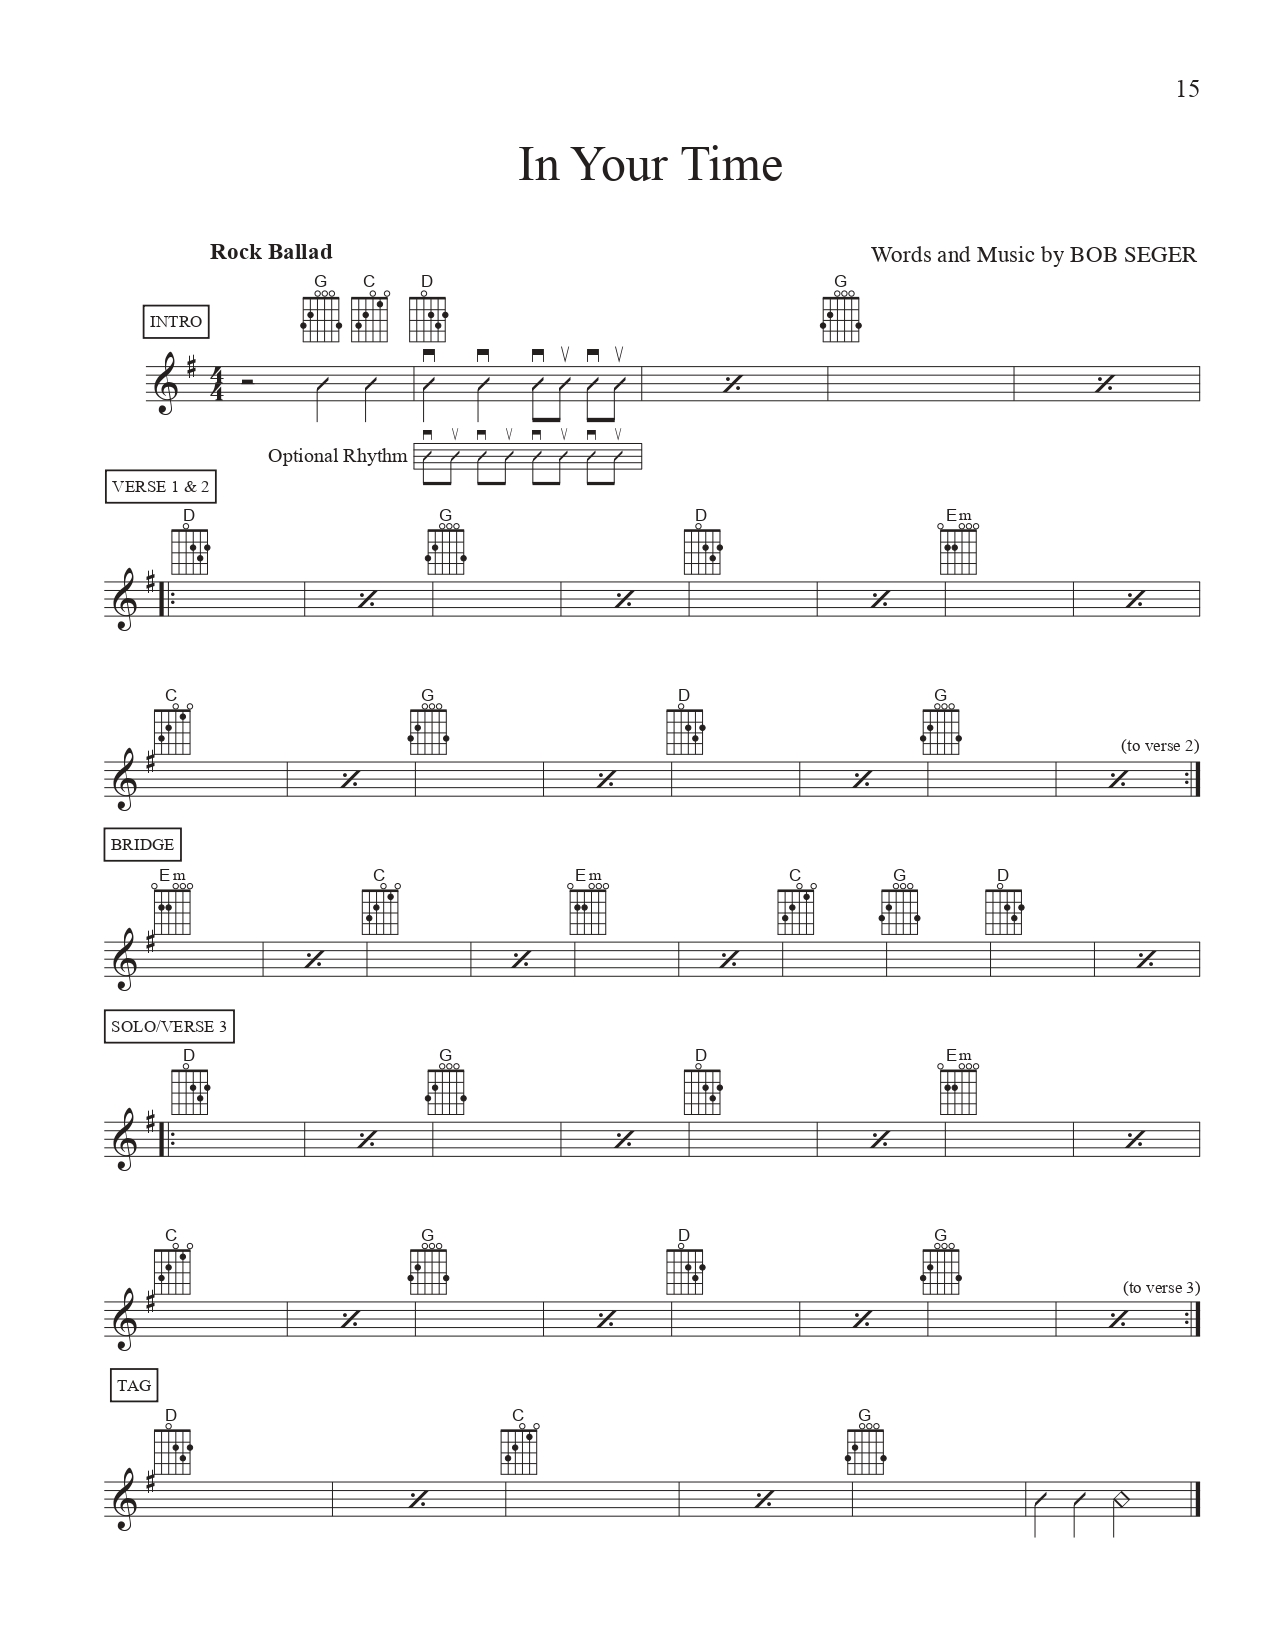 15
In Your Time
Rock Ballad
Words and Music by BOB SEGER
G C D G
INTRO
4
4
Optional Rhythm
VERSE 1 & 2
D G D Em
C G D G
(to verse 2)
BRIDGE
Em C Em C G D
SOLO/VERSE 3
D G D Em
C G D G
(to verse 3)
TAG
D C G